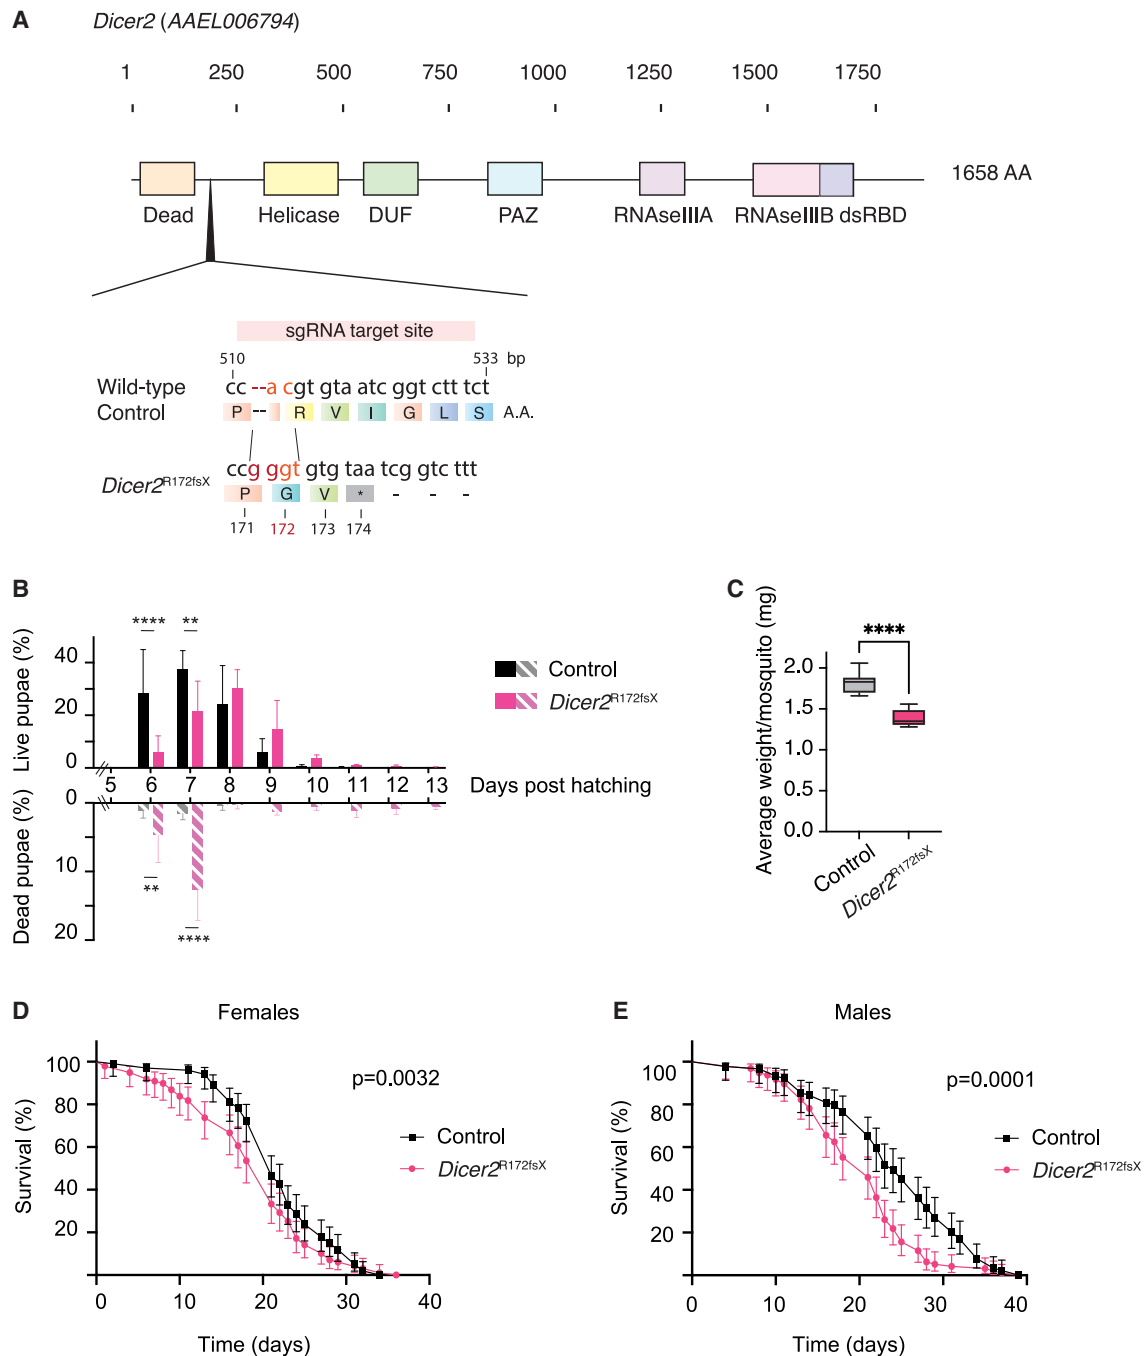 A
Dicer2 (AAEL006794)
1 250 500 750 1000 1250 1500 1750
1658 AA
Dead Helicase DUF PAZ RNAseIIIA RNAseIIIB dsRBD
sgRNA target site
510 533 bp
Wild-type cc --a cgt gta atc ggt cttt tct
Control P -- R V I G L S A.A.
ccg ggt gtg taa tcg gtc ttt
Dicer2R172fsX P G V * - - -
171 172 173 174
B
**** **
Live pupae (%)
40
20
0
Control
Dicer2R172fsX
5 6 7 8 9 10 11 12 13 Days post hatching
Dead pupae (%)
0
10
20
**
****
C
Average weight/mosquito (mg)
****
2.0
1.5
1.0
0.5
0.0
Control
Dicer2R172fsX
D
Females
Survival (%)
100
80
60
40
20
p=0.0032
Control
Dicer2R172fsX
0 10 20 30 40
Time (days)
E
Males
Survival (%)
100
80
60
40
20
p=0.0001
Control
Dicer2R172fsX
0 10 20 30 40
Time (days)